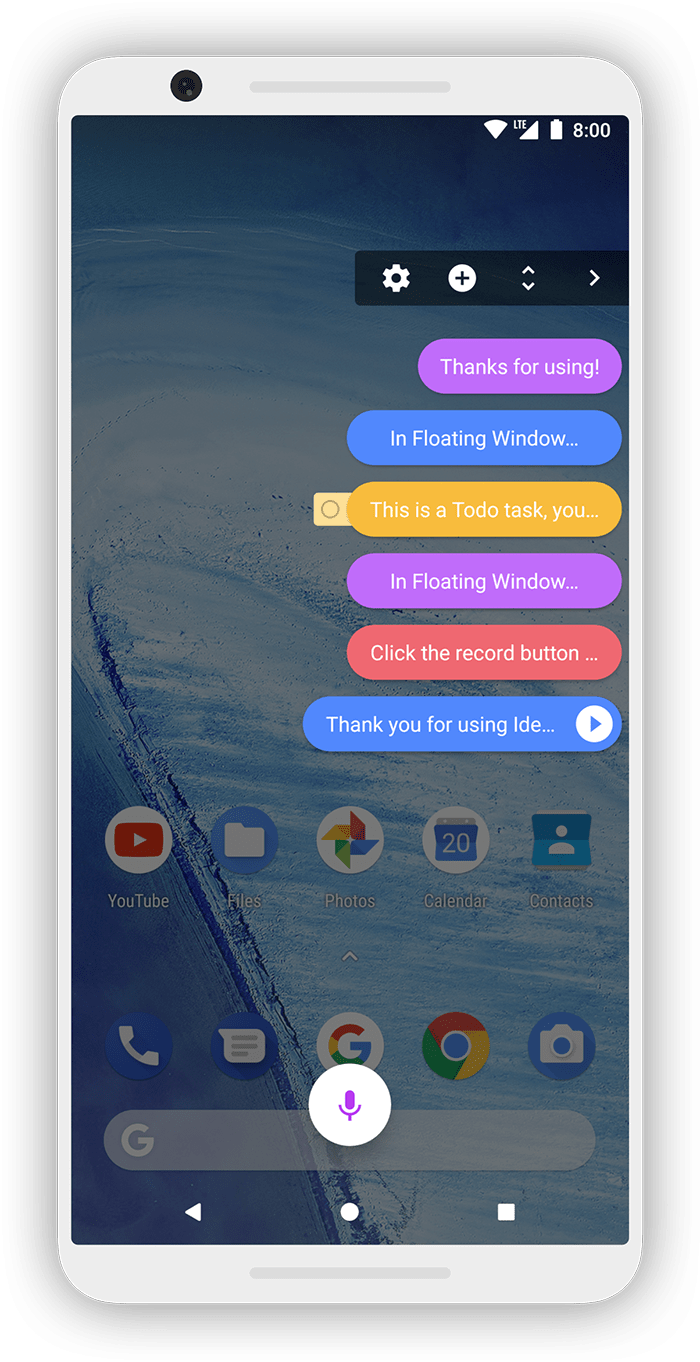 LTE 8:00
Thanks for using!
In Floating Window...
This is a Todo task, you...
In Floating Window...
Click the record button ...
Thank you for using Ide...
20
YouTube Files Photos Calendar Contacts
G
G